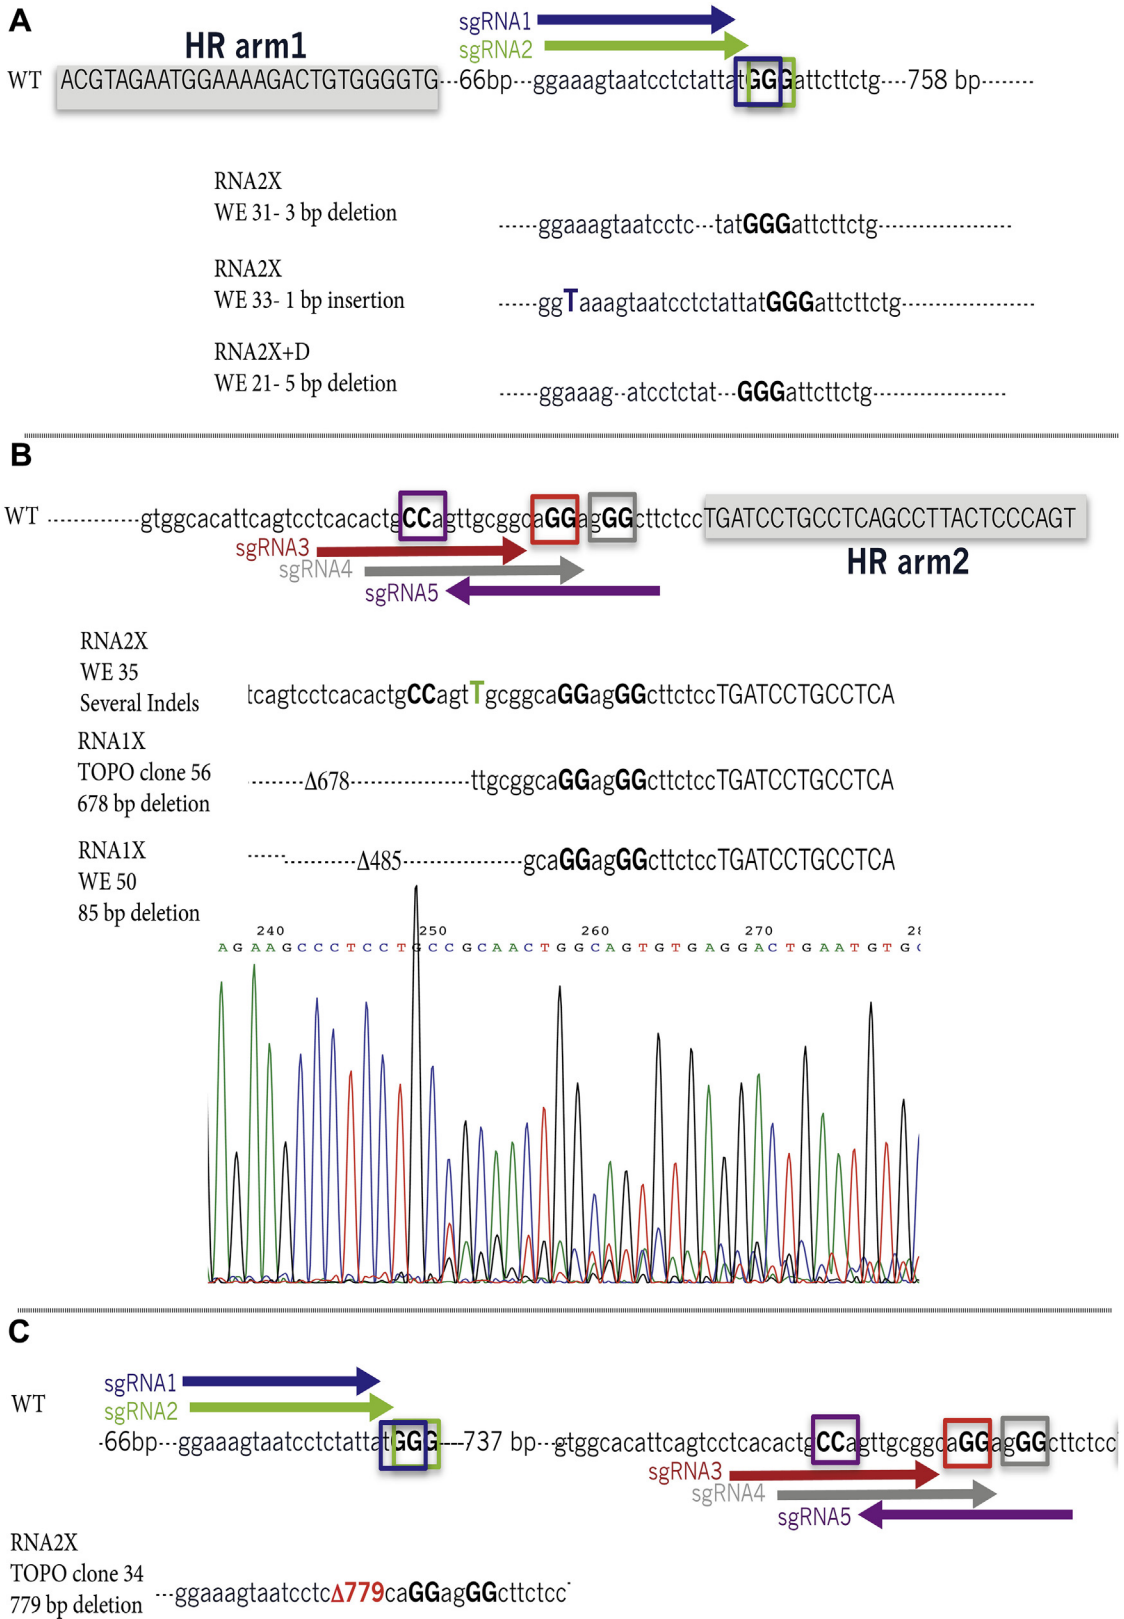 A
sgRNA1
sgRNA2
HR arm1
WT ACGTAGAATGGAAAAGACTGTGGGGTG--66bp---ggaaagtaatcctctattatGGGattcttctg----758 bp--------
RNA2X
WE 31- 3 bp deletion
------ggaaagtaatcctc---tatGGGattcttctg--------------------
RNA2X
WE 33- 1 bp insertion
------ggTaaagtaatcctctattatGGGattcttctg--------------------
RNA2X+D
WE 21- 5 bp deletion
------ggaaag--atcctctat---GGGattcttctg--------------------
B
WT --------------gtggcacattcagtcctcacactgCCagttgcggcaGGagGGcttctccTGATCCTGCCTCAGCCTTACTCCCAGT
sgRNA3
sgRNA4
sgRNA5
HR arm2
RNA2X
WE 35
Several Indels
tcagtcctcacactgCCagtTgcggcaGGagGGcttctccTGATCCTGCCTCA
RNA1X
TOPO clone 56
678 bp deletion
--------Δ678----------------ttgcggcaGGagGGcttctccTGATCCTGCCTCA
RNA1X
WE 50
85 bp deletion
-----------------Δ485-----------------gcaGGagGGcttctccTGATCCTGCCTCA
240 250 260 270 28
A G A A G C C C T C C T G C C G C A A C T G G C A G T G T G A G G A C T G A A T G T G C
C
sgRNA1
sgRNA2
WT
-66bp---ggaaagtaatcctctattatGGG----737 bp---gtggcacattcagtcctcacactgCCagttgcggcaGGagGGcttctcc
sgRNA3
sgRNA4
sgRNA5
RNA2X
TOPO clone 34
779 bp deletion
---ggaaagtaatcctcΔ779caGGagGGcttctcc